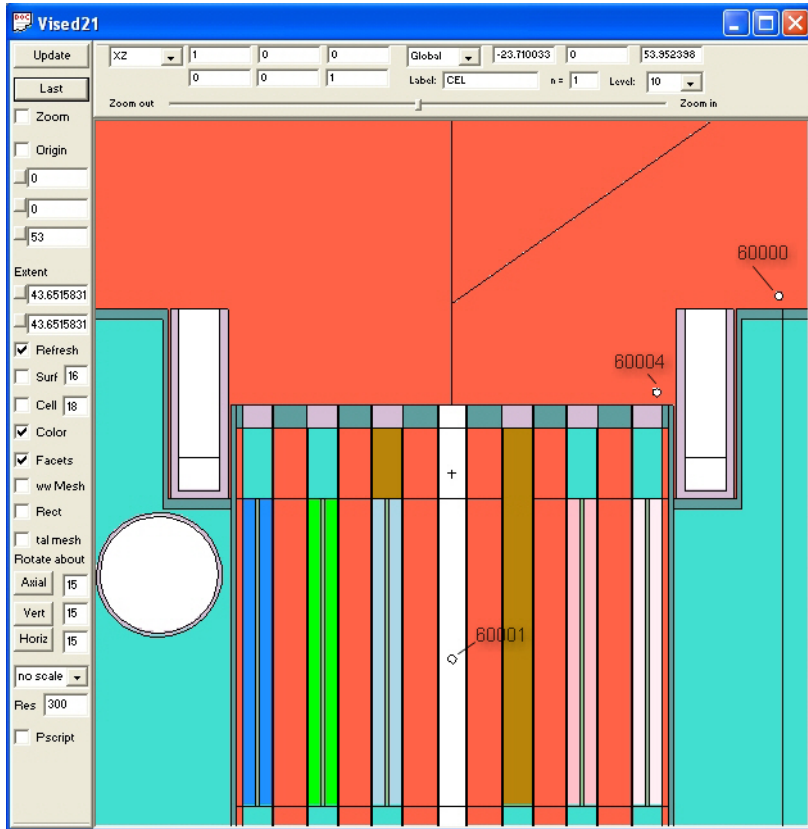 DOC Vised21
Update XZ 1 0 0 Global -23.710033 0 53.952398
Last 0 0 1 Label: CEL n = 1 Level: 10
Zoom out Zoom in
Zoom
Origin
0
0
53
Extent
43.6515831
43.6515831
Refresh
Surf 16
Cell 18
Color
Facets
ww Mesh
Rect
tal mesh
Rotate about
Axial 15
Vert 15
Horiz 15
no scale
Res 300
Pscript
60000
60004
60001